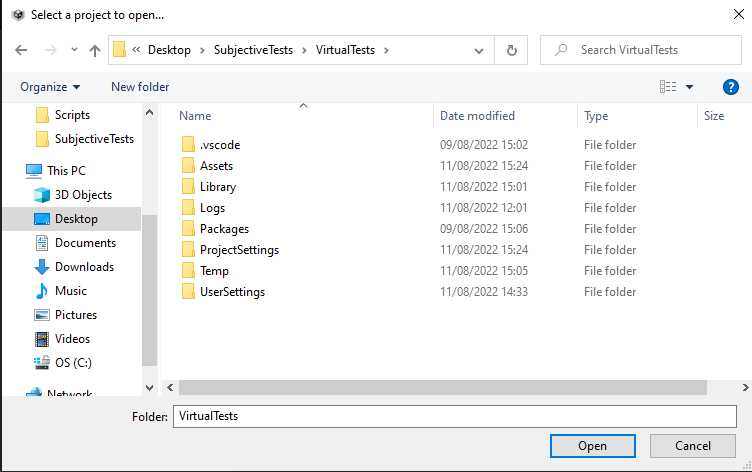 Select a project to open...
« Desktop > SubjectiveTests > VirtualTests >
Search VirtualTests
Organize
New folder
?
Scripts
SubjectiveTests
This PC
3D Objects
Desktop
Documents
Downloads
Music
Pictures
Videos
OS (C:)
Network
Name Date modified Type Size
.vscode 09/08/2022 15:02 File folder
Assets 11/08/2022 15:24 File folder
Library 11/08/2022 15:01 File folder
Logs 11/08/2022 12:01 File folder
Packages 09/08/2022 15:06 File folder
ProjectSettings 11/08/2022 15:24 File folder
Temp 11/08/2022 15:05 File folder
UserSettings 11/08/2022 14:33 File folder
Folder: VirtualTests
Open Cancel